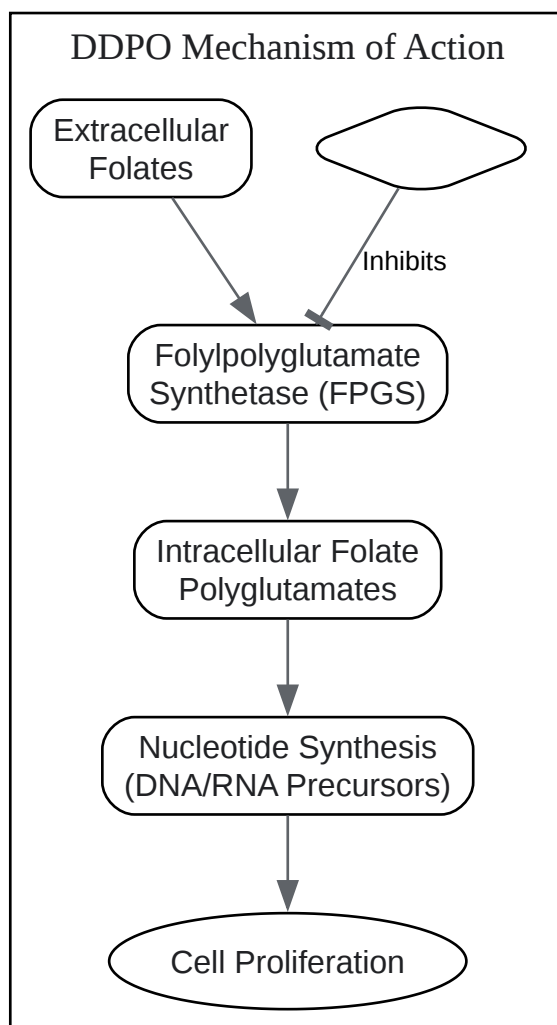 DDPO Mechanism of Action
Extracellular
Folates
Inhibits
Folylpolyglutamate
Synthetase (FPGS)
Intracellular Folate
Polyglutamates
Nucleotide Synthesis
(DNA/RNA Precursors)
Cell Proliferation